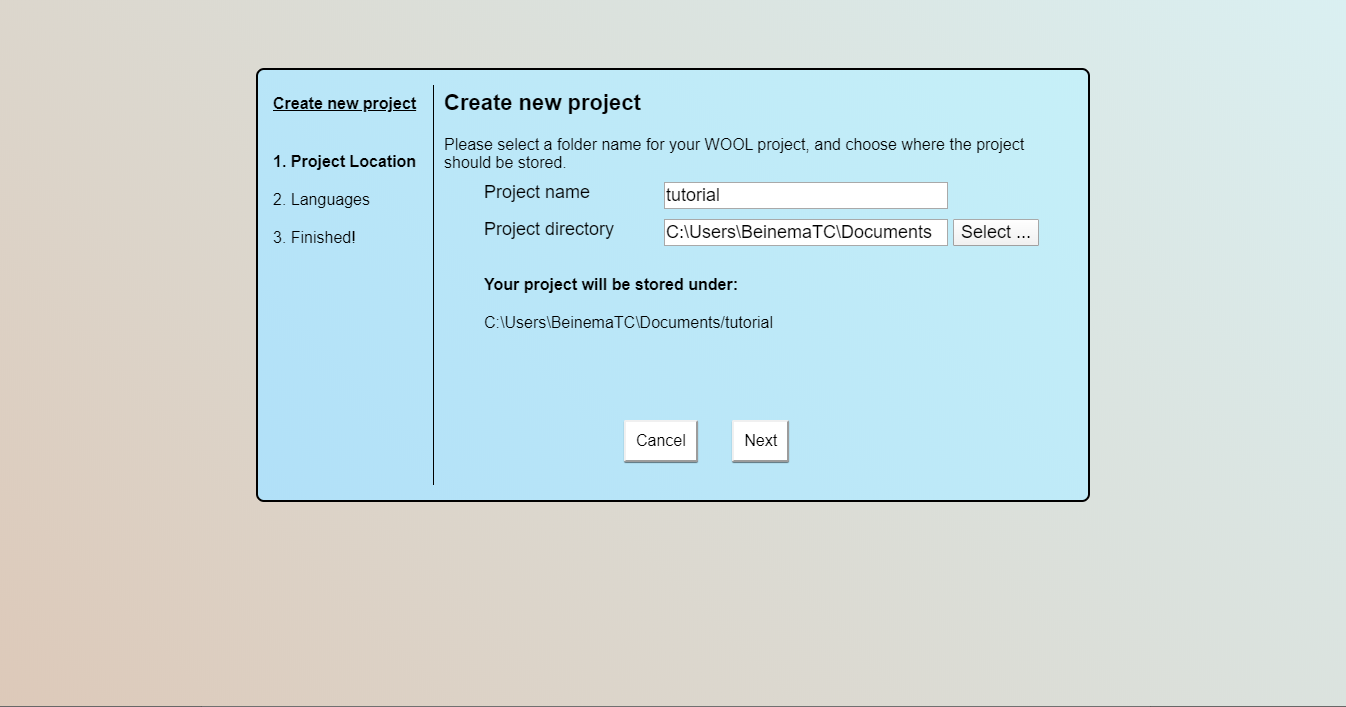 Create new project
1. Project Location
2. Languages
3. Finished!
Create new project
Please select a folder name for your WOOL project, and choose where the project
should be stored.
Project name tutorial
Project directory C:\Users\BeinemaTC\Documents Select ...
Your project will be stored under:
C:\Users\BeinemaTC\Documents/tutorial
Cancel Next